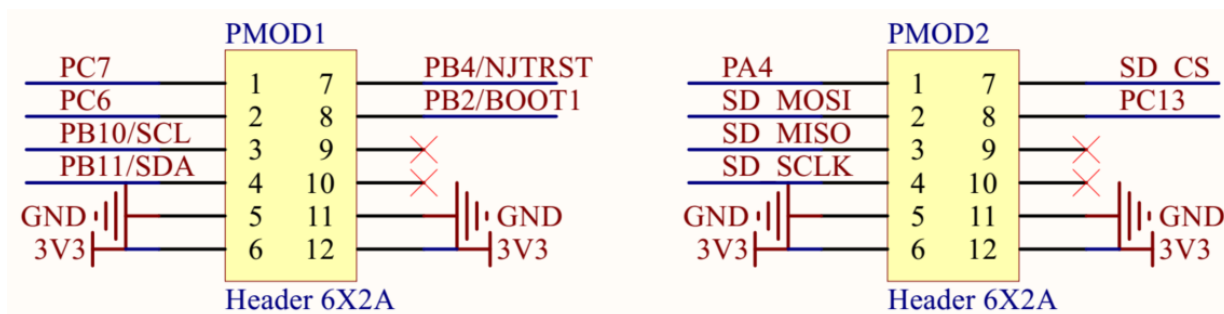 PMOD1
PC7 1 7 PB4/NJTRST
PC6 2 8 PB2/BOOT1
PB10/SCL 3 9
PB11/SDA 4 10
GND 5 11 GND
3V3 6 12 3V3
Header 6X2A
PMOD2
PA4 1 7 SD CS
SD MOSI 2 8 PC13
SD MISO 3 9
SD SCLK 4 10
GND 5 11 GND
3V3 6 12 3V3
Header 6X2A